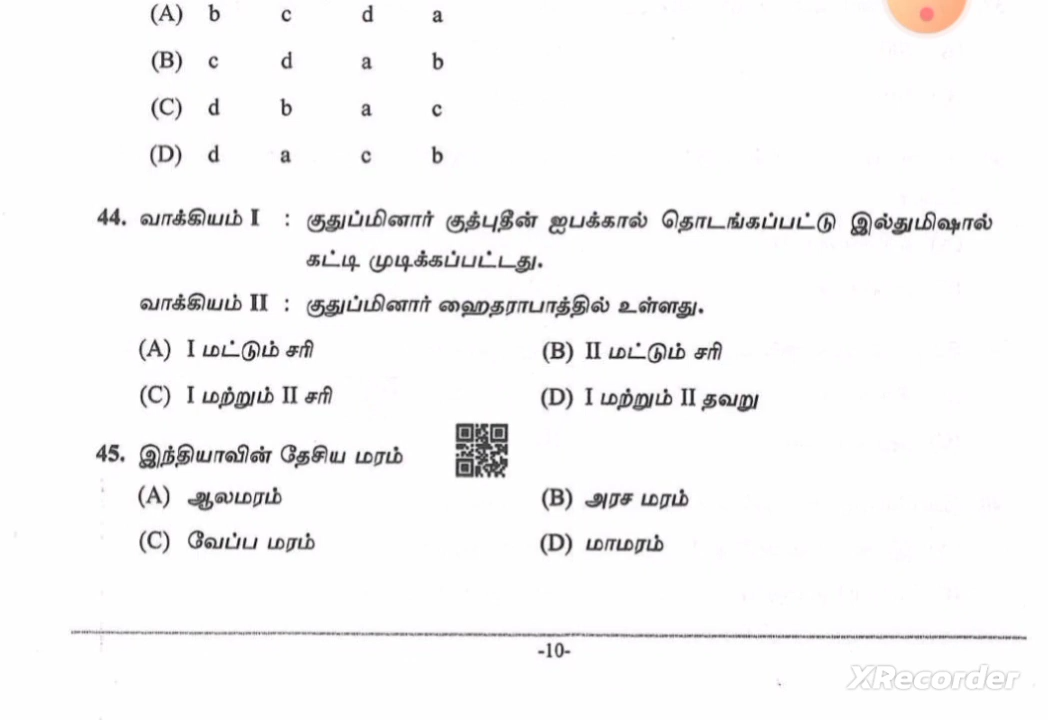 (A) b c d a
(B) c d a b
(C) d b a c
(D) d a c b
44. வாக்கியம் I : குதுப்மினார் குத்புதீன் ஐபக்கால் தொடங்கப்பட்டு இல்துமிஷால்
கட்டி முடிக்கப்பட்டது.
வாக்கியம் II : குதுப்மினார் ஹைதராபாத்தில் உள்ளது.
(A) I மட்டும் சரி (B) II மட்டும் சரி
(C) I மற்றும் II சரி (D) I மற்றும் II தவறு
45. இந்தியாவின் தேசிய மரம்
(A) ஆலமரம் (B) அரச மரம்
(C) வேப்ப மரம் (D) மாமரம்
-10-
XRecorder